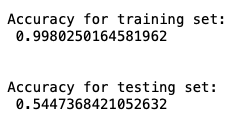 Accuracy for training set:
0.9980250164581962
Accuracy for testing set:
0.5447368421052632